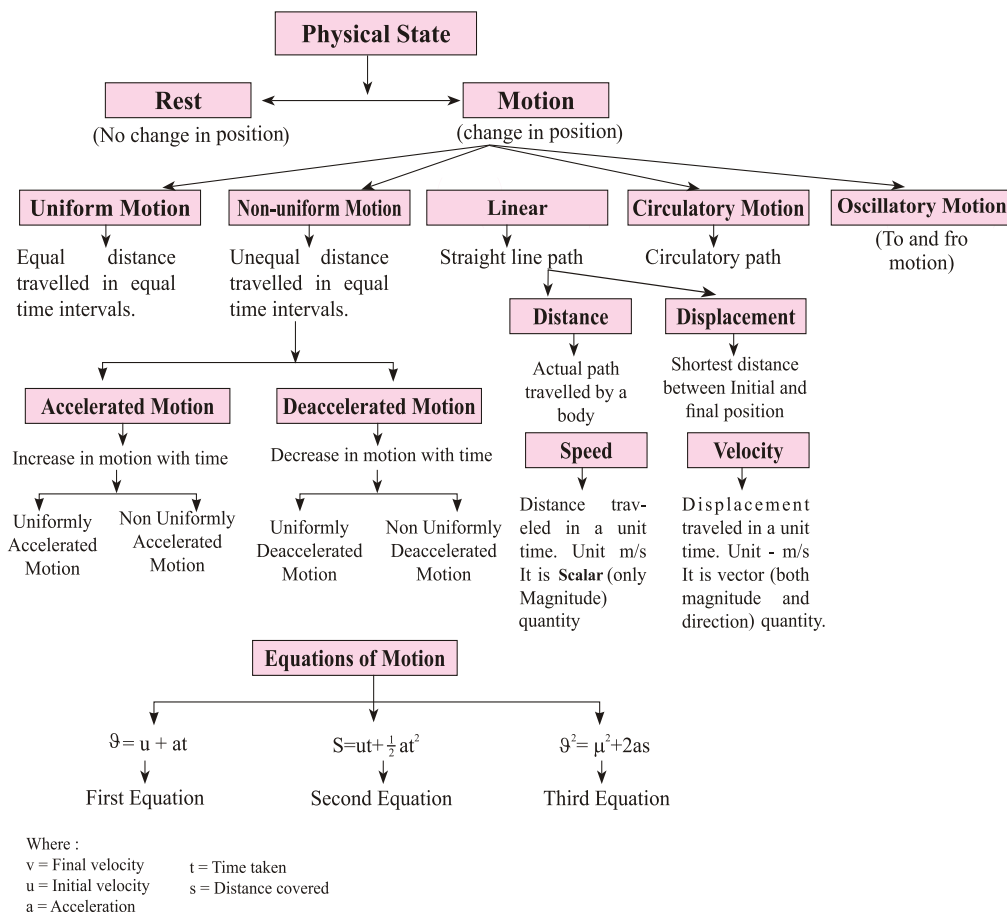 Physical State
Rest
Motion
(No change in position)
(change in position)
Uniform Motion
Non-uniform Motion
Linear
Circulatory Motion
Oscillatory Motion
Equal distance
travelled in equal
time intervals.
Unequal distance
travelled in equal
time intervals.
Straight line path
Circulatory path
(To and fro
motion)
Distance
Displacement
Actual path
travelled by a
body
Shortest distance
between Initial and
final position
Accelerated Motion
Deaccelerated Motion
Increase in motion with time
Decrease in motion with time
Uniformly
Accelerated
Motion
Non Uniformly
Accelerated
Motion
Uniformly
Deaccelerated
Motion
Non Uniformly
Deaccelerated
Motion
Speed
Velocity
Distance trav-
eled in a unit
time. Unit m/s
It is Scalar (only
Magnitude)
quantity
Displacement
traveled in a unit
time. Unit - m/s
It is vector (both
magnitude and
direction) quantity.
Equations of Motion
ϑ = u + at
S=ut+½ at²
ϑ²= μ²+2as
First Equation
Second Equation
Third Equation
Where :
v = Final velocity
t = Time taken
u = Initial velocity
s = Distance covered
a = Acceleration